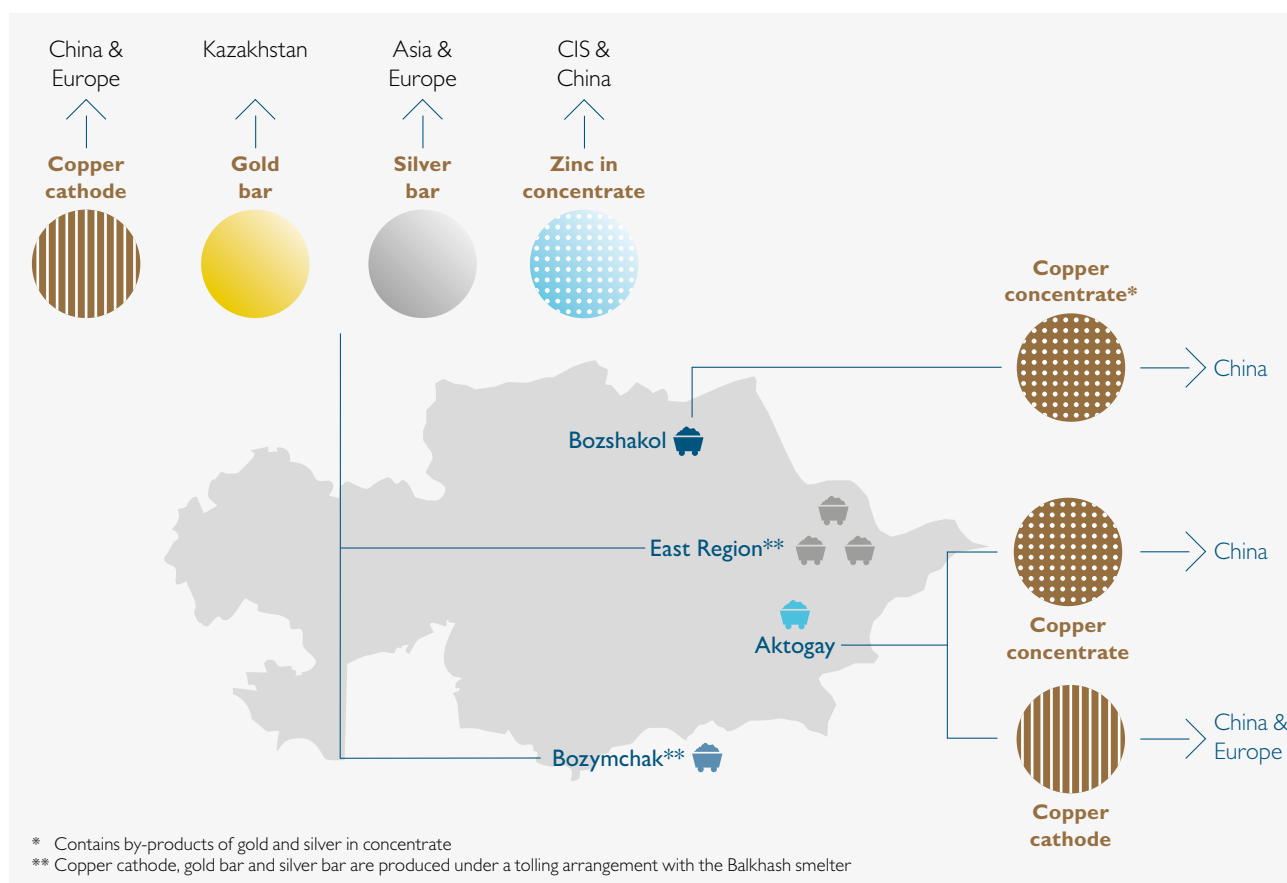 China &
Europe
Kazakhstan
Asia &
Europe
CIS &
China
Copper
cathode
Gold
bar
Silver
bar
Zinc in
concentrate
Copper
concentrate*
China
Bozshakol
East Region**
China
Copper
concentrate
Aktogay
China &
Europe
Bozymchak**
Copper
cathode
* Contains by-products of gold and silver in concentrate
** Copper cathode, gold bar and silver bar are produced under a tolling arrangement with the Balkhash smelter